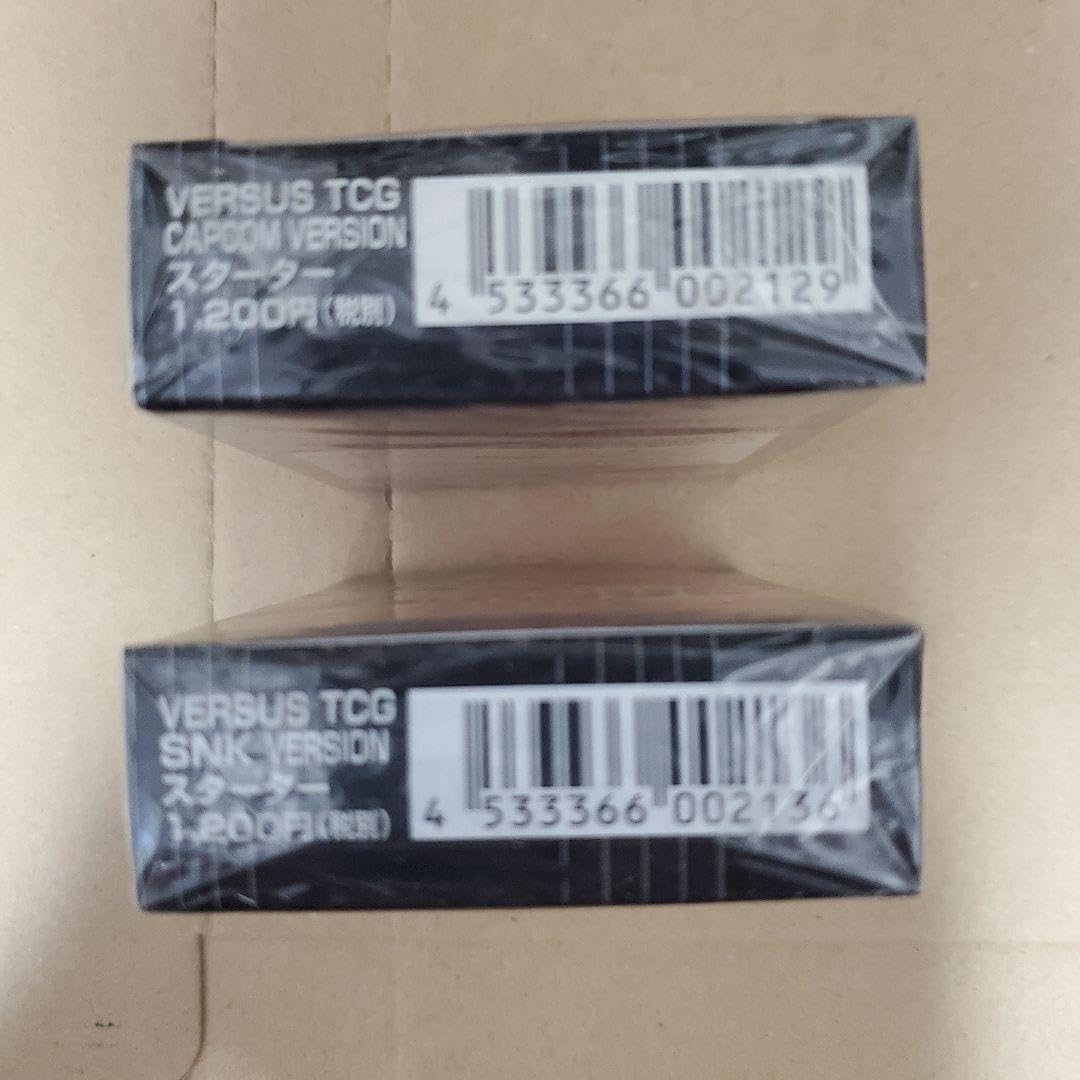 VERSUS TCG
CAPCOM VERSION
スターター
1,200円(税別)
4 533366 002129
VERSUS TCG
SNK VERSION
スターター
1,200円(税別)
4 533366 002136